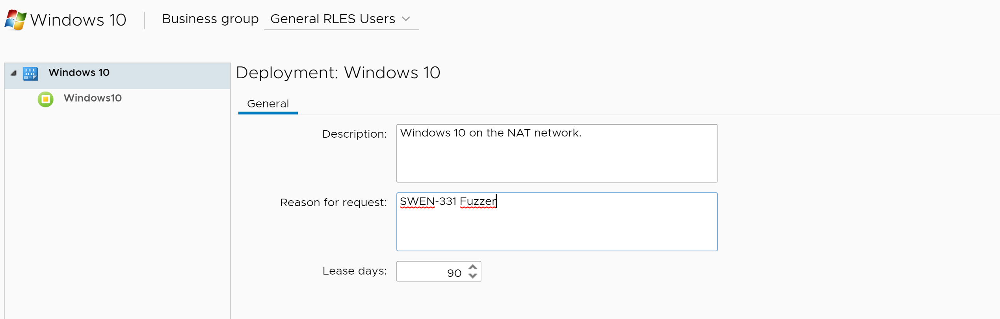 Windows 10
Business group General RLES Users
Windows 10
Windows10
Deployment: Windows 10
General
Description: Windows 10 on the NAT network.
Reason for request: SWEN-331 Fuzzer
Lease days: 90